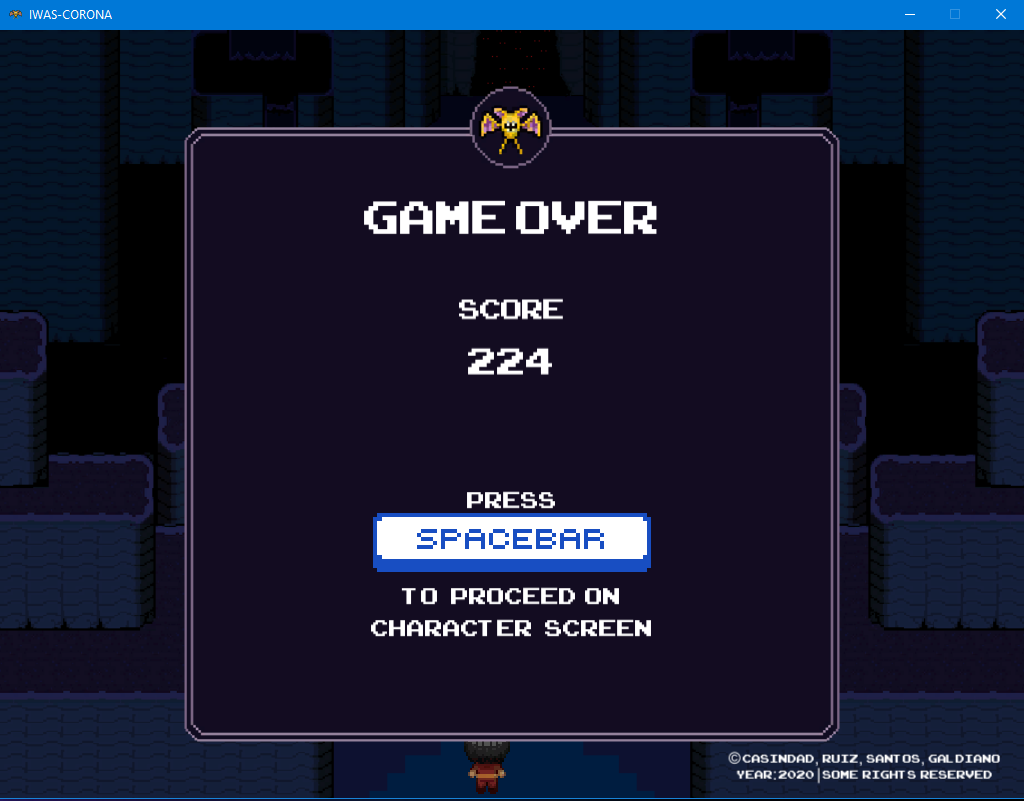 IWAS-CORONA
GAME OVER
SCORE
224
PRESS
SPACEBAR
TO PROCEED ON
CHARACTER SCREEN
©CASINDAD, RUIZ, SANTOS, GALDIANO
YEAR:2020|SOME RIGHTS RESERVED